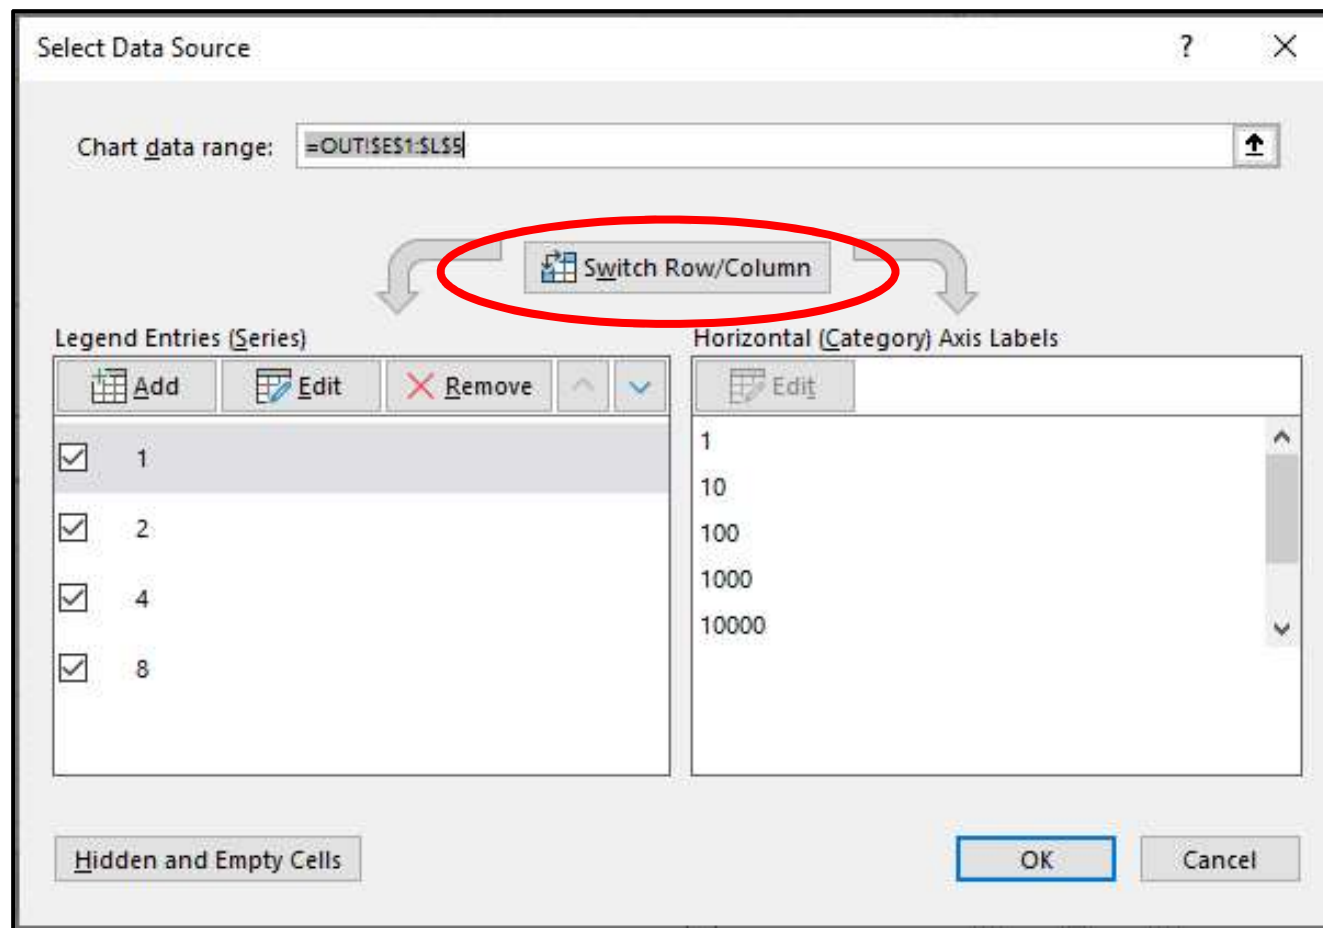 Select Data Source
?
Chart data range:
=OUT!$E$1:$L$5
Switch Row/Column
Legend Entries (Series)
Horizontal (Category) Axis Labels
Add
Edit
Remove
Edit
1
2
4
8
1
10
100
1000
10000
Hidden and Empty Cells
OK
Cancel